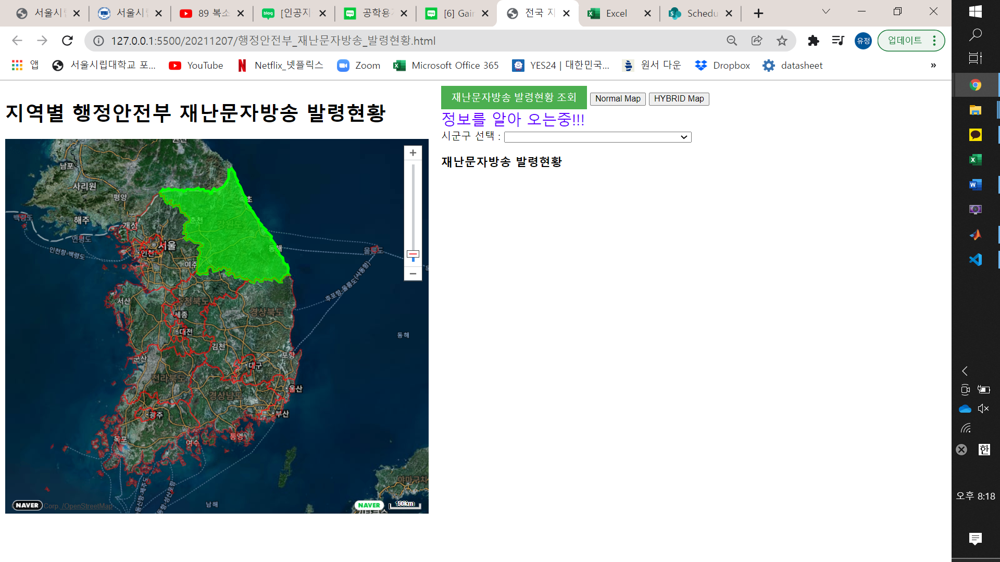 서울시립
서울시립
89 복소
[인공지
공학용
[6] Gain
전국 지
Excel
Schedu
127.0.0.1:5500/20211207/행정안전부_재난문자방송_발령현황.html
유정
업데이트
앱
서울시립대학교 포...
YouTube
Netflix_넷플릭스
Zoom
Microsoft Office 365
YES24 | 대한민국...
원서 다운
Dropbox
datasheet
»
지역별 행정안전부 재난문자방송 발령현황
재난문자방송 발령현황 조회
Normal Map
HYBRID Map
정보를 알아 오는중!!!
시군구 선택 :
재난문자방송 발령현황
남포
사리원
평양
속초
백령도
해주
개성
춘천
강원도
연평도
인천항-백령도
서울
인천
동해
울릉도
여주
후포항-울릉도(사동항)
서산
충청북도
세종
경상북도
대전
동해
김천
포항
군산
대구
전라북도
울산
경상남도
부산
광주
목포
여수
통영
야마구치
남해
NAVER
Corp. /OpenStreetMap
NAVER
오후 8:18
한